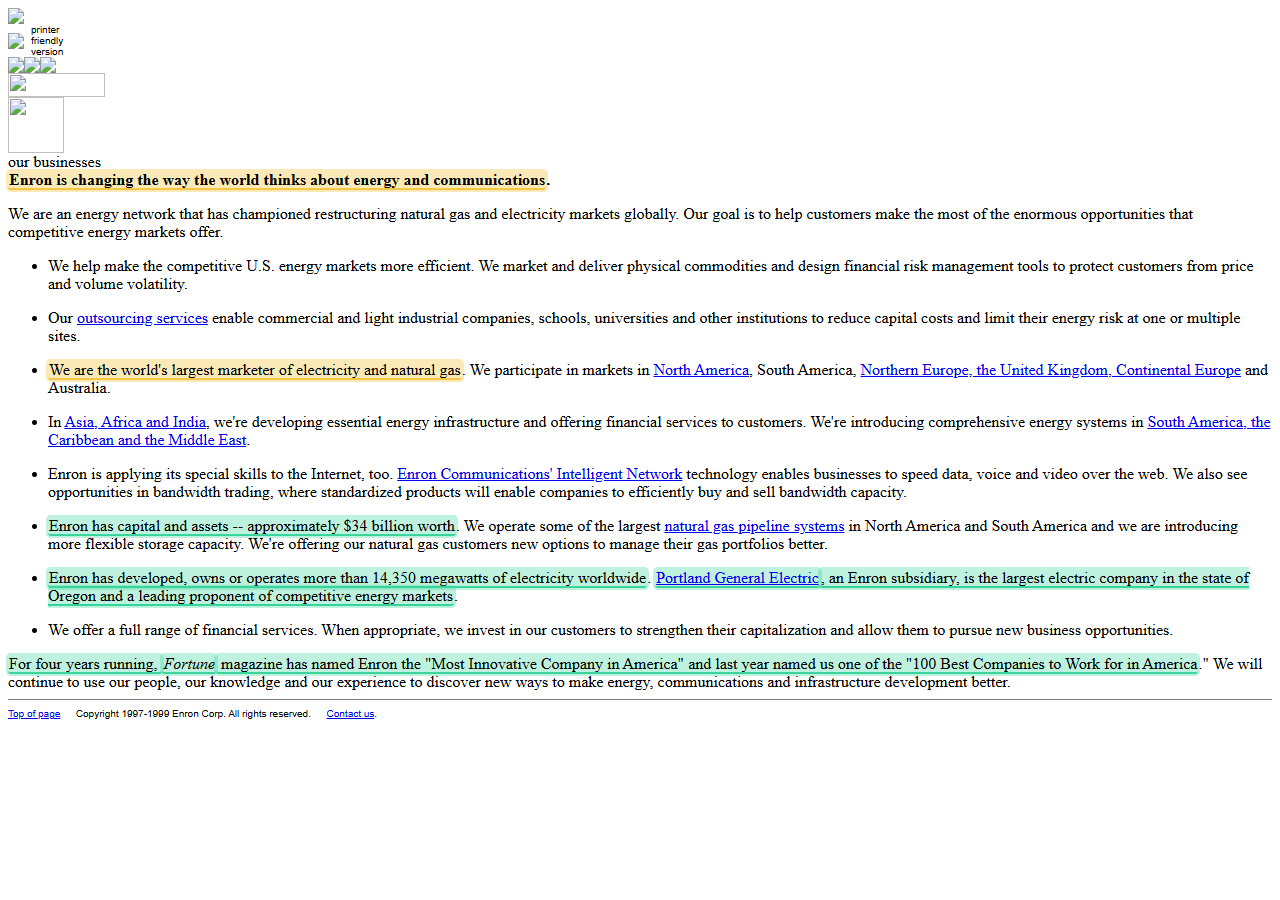 printer
friendly
version
our businesses
Enron is changing the way the world thinks about energy and communications.
We are an energy network that has championed restructuring natural gas and electricity markets globally. Our goal is to help customers make the most of the enormous opportunities that
competitive energy markets offer.
• We help make the competitive U.S. energy markets more efficient. We market and deliver physical commodities and design financial risk management tools to protect customers from price
and volume volatility.
• Our outsourcing services enable commercial and light industrial companies, schools, universities and other institutions to reduce capital costs and limit their energy risk at one or multiple
sites.
• We are the world's largest marketer of electricity and natural gas. We participate in markets in North America, South America, Northern Europe, the United Kingdom, Continental Europe and
Australia.
• In Asia, Africa and India, we're developing essential energy infrastructure and offering financial services to customers. We're introducing comprehensive energy systems in South America, the
Caribbean and the Middle East.
• Enron is applying its special skills to the Internet, too. Enron Communications' Intelligent Network technology enables businesses to speed data, voice and video over the web. We also see
opportunities in bandwidth trading, where standardized products will enable companies to efficiently buy and sell bandwidth capacity.
• Enron has capital and assets -- approximately $34 billion worth. We operate some of the largest natural gas pipeline systems in North America and South America and we are introducing
more flexible storage capacity. We're offering our natural gas customers new options to manage their gas portfolios better.
• Enron has developed, owns or operates more than 14,350 megawatts of electricity worldwide. Portland General Electric, an Enron subsidiary, is the largest electric company in the state of
Oregon and a leading proponent of competitive energy markets.
• We offer a full range of financial services. When appropriate, we invest in our customers to strengthen their capitalization and allow them to pursue new business opportunities.
For four years running, Fortune magazine has named Enron the "Most Innovative Company in America" and last year named us one of the "100 Best Companies to Work for in America." We will
continue to use our people, our knowledge and our experience to discover new ways to make energy, communications and infrastructure development better.
Top of page Copyright 1997-1999 Enron Corp. All rights reserved. Contact us.